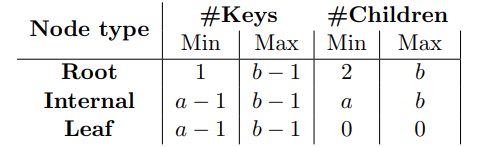 Node type #Keys #Children
Min Max Min Max
Root 1 b − 1 2 b
Internal a − 1 b − 1 a b
Leaf a − 1 b − 1 0 0